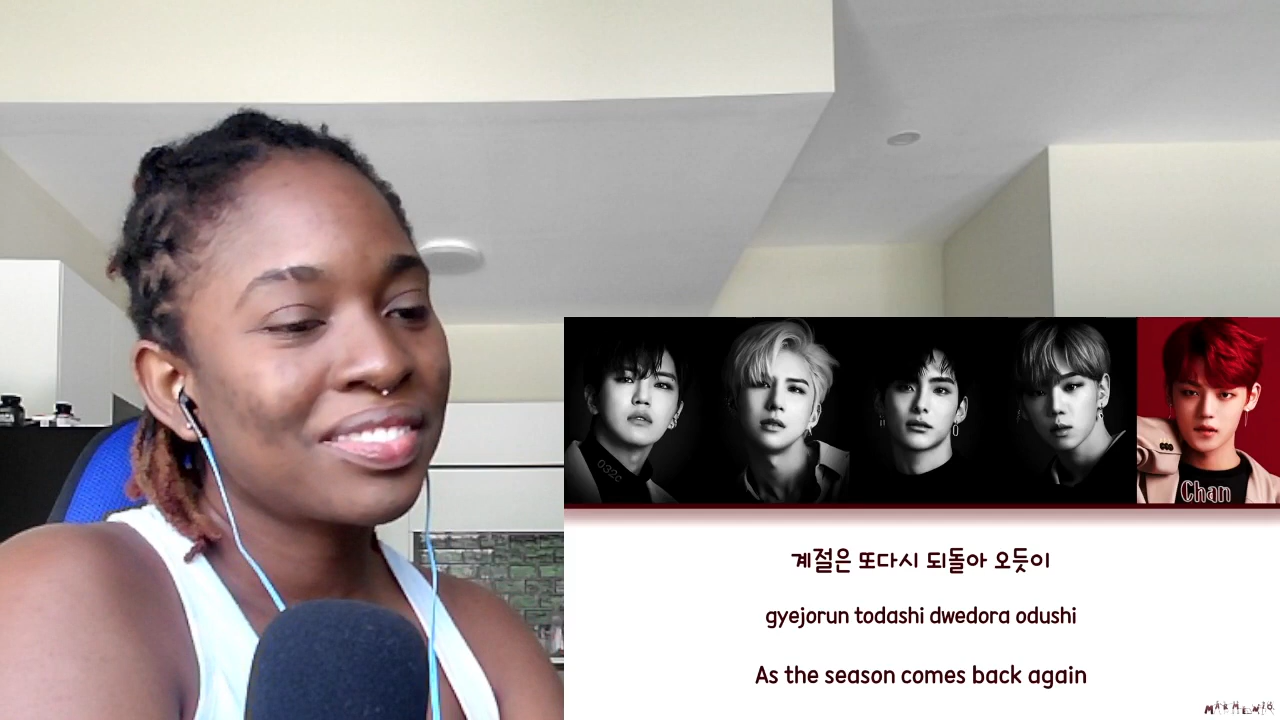 032c
Chan
계절은 또다시 되돌아 오듯이
gyejorun todashi dwedora odushi
As the season comes back again